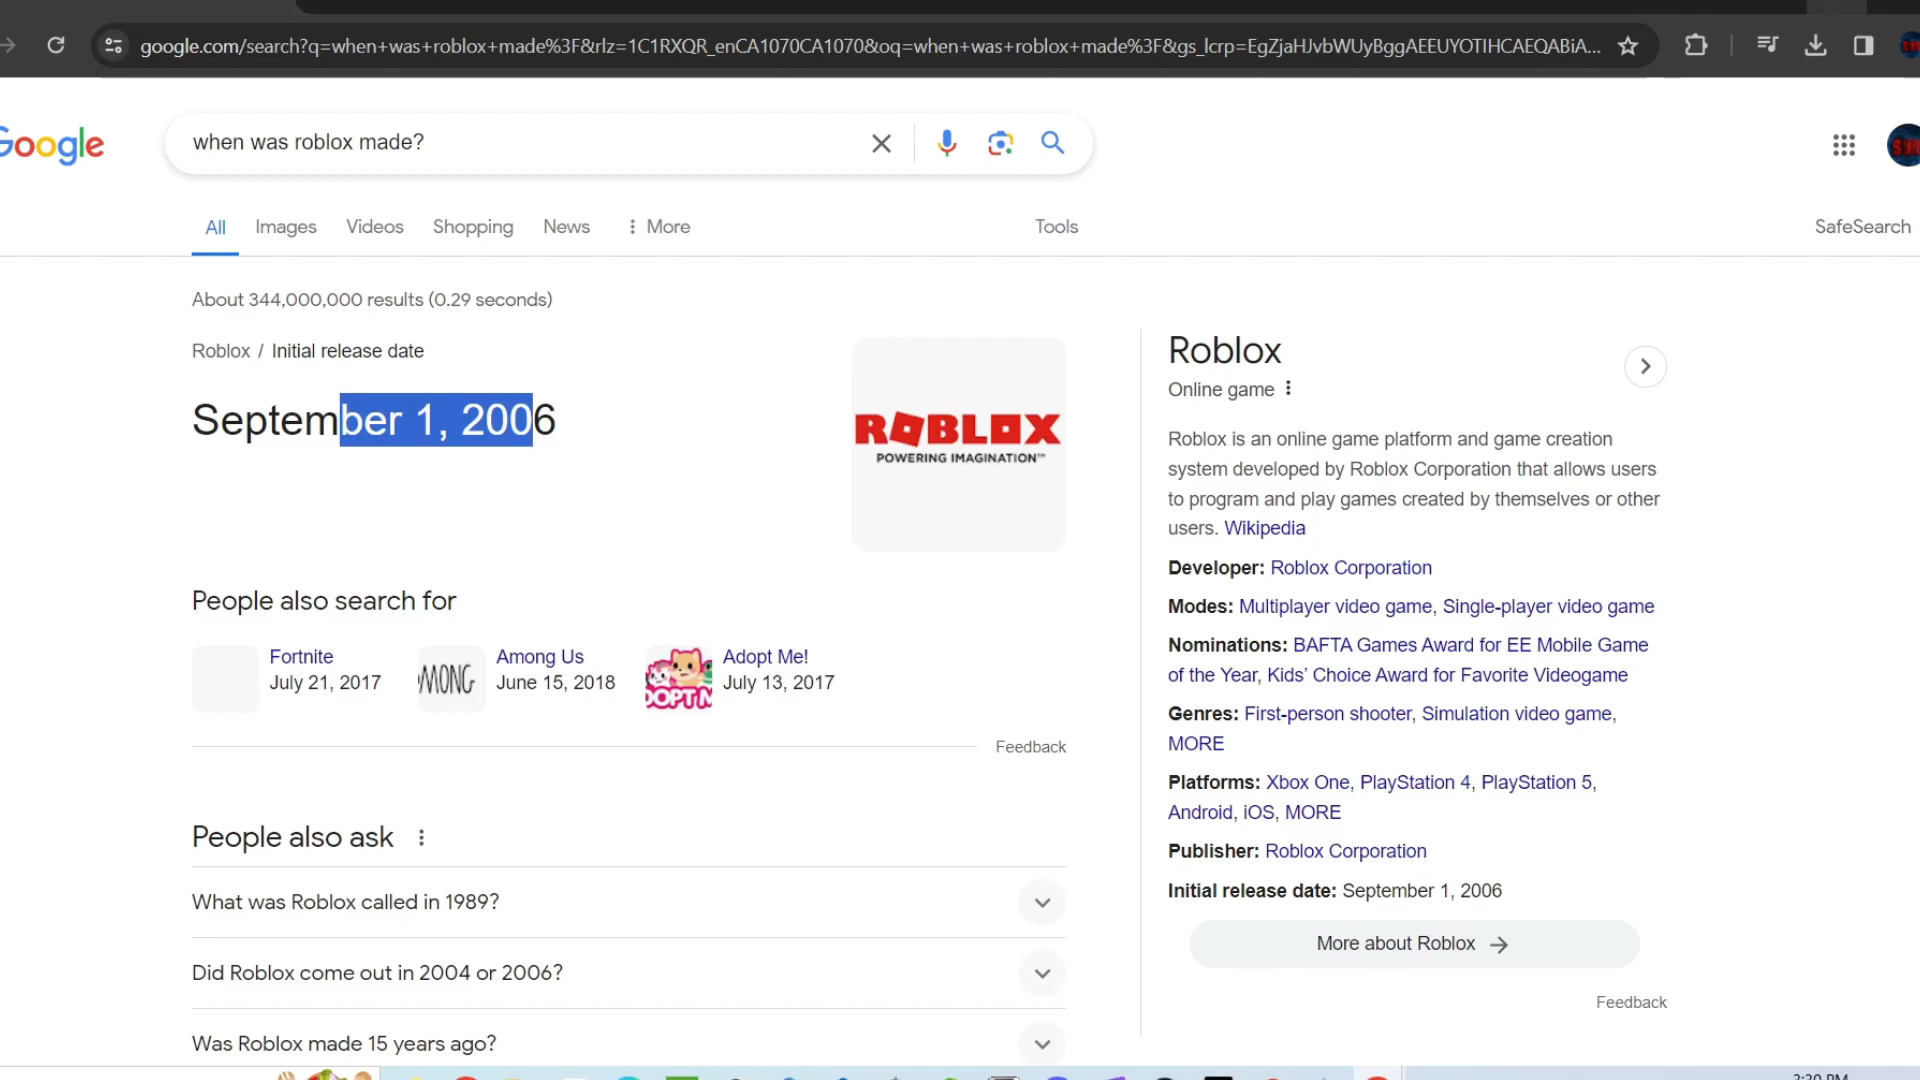 google.com/search?q=when+was+roblox+made%3F&rlz=1C1RXQR_enCA1070CA1070&oq=when+was+roblox+made%3F&gs_lcrp=EgZjaHJvbWUyBggAEEUYOTIHCAEQABiA...
Google
when was roblox made?
All Images Videos Shopping News More Tools SafeSearch
About 344,000,000 results (0.29 seconds)
Roblox / Initial release date
September 1, 2006
ROBLOX
POWERING IMAGINATION™
People also search for
Fortnite
July 21, 2017
MONG
Among Us
June 15, 2018
DOPT M
Adopt Me!
July 13, 2017
Feedback
People also ask
What was Roblox called in 1989?
Did Roblox come out in 2004 or 2006?
Was Roblox made 15 years ago?
Roblox
Online game
Roblox is an online game platform and game creation
system developed by Roblox Corporation that allows users
to program and play games created by themselves or other
users. Wikipedia
Developer: Roblox Corporation
Modes: Multiplayer video game, Single-player video game
Nominations: BAFTA Games Award for EE Mobile Game
of the Year, Kids’ Choice Award for Favorite Videogame
Genres: First-person shooter, Simulation video game,
MORE
Platforms: Xbox One, PlayStation 4, PlayStation 5,
Android, iOS, MORE
Publisher: Roblox Corporation
Initial release date: September 1, 2006
More about Roblox
Feedback